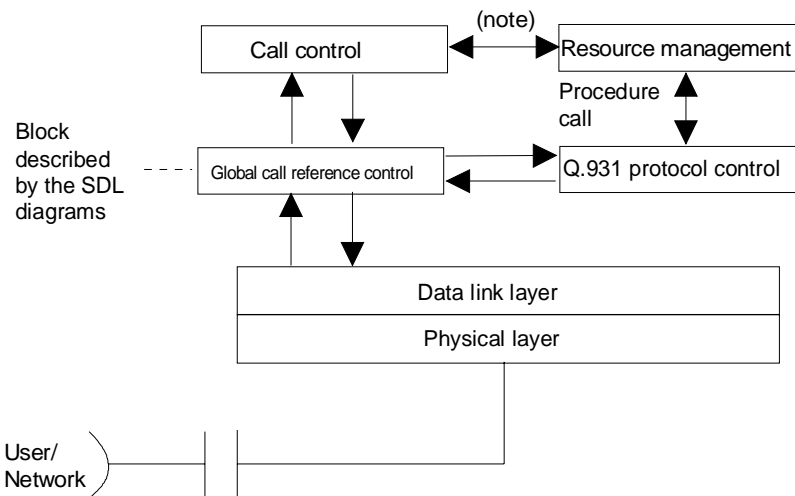 (note)
Call control
Resource management
Procedure
call
Block
described
by the SDL
diagrams
Global call reference control
Q.931 protocol control
Data link layer
Physical layer
User/
Network